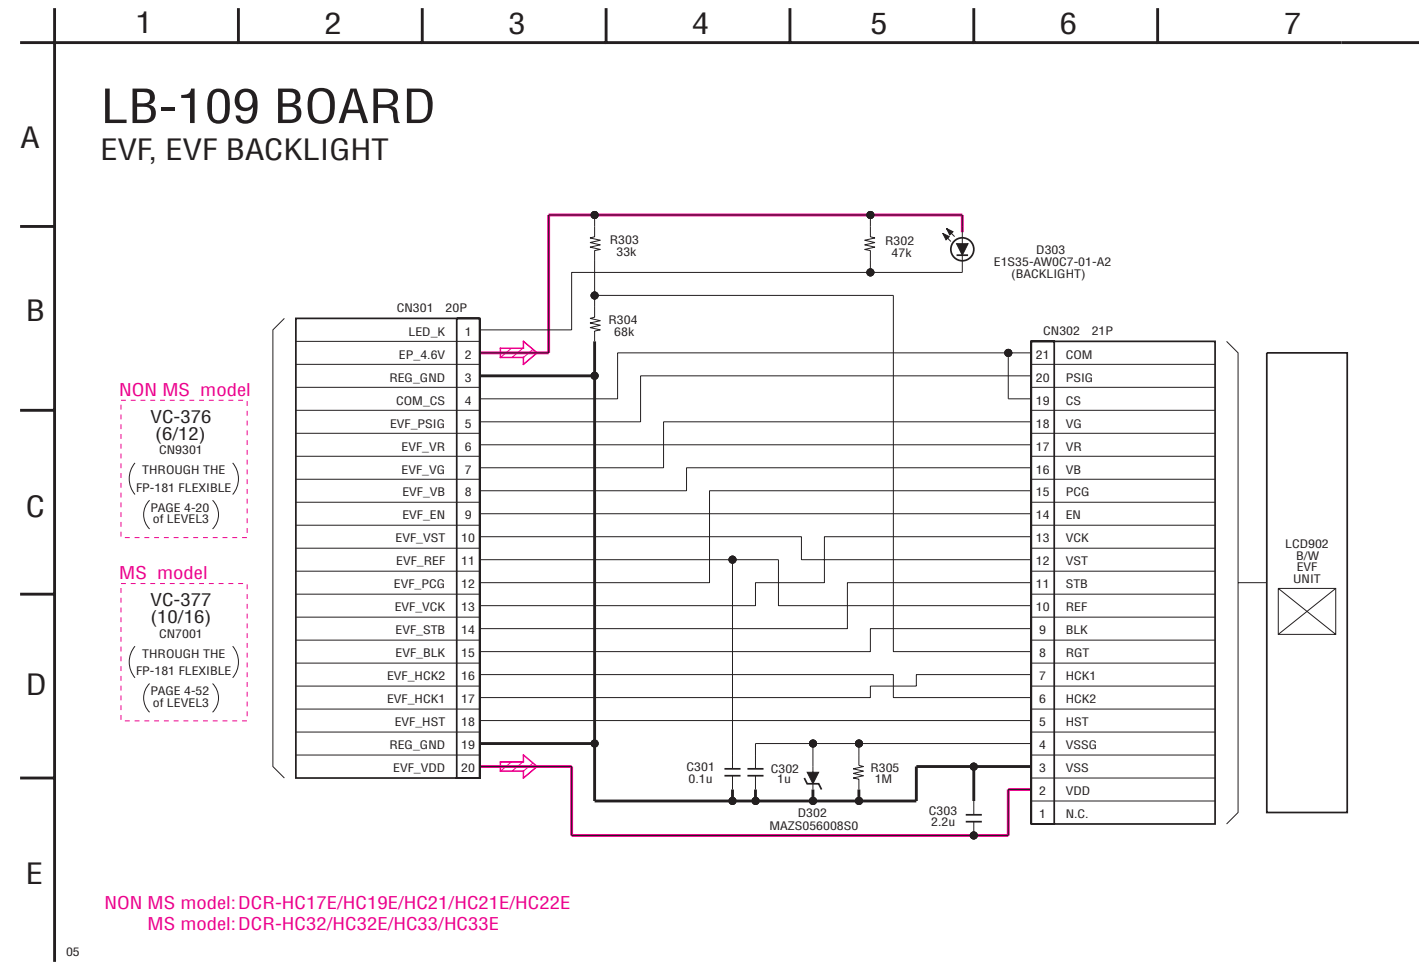 1 2 3 4 5 6 7
A
B
C
D
E
LB-109 BOARD
EVF, EVF BACKLIGHT
R303
33k
R302
47k
D303
E1S35-AW0C7-01-A2
(BACKLIGHT)
R304
68k
CN301 20P
LED_K 1
EP_4.6V 2
REG_GND 3
COM_CS 4
EVF_PSIG 5
EVF_VR 6
EVF_VG 7
EVF_VB 8
EVF_EN 9
EVF_VST 10
EVF_REF 11
EVF_PCG 12
EVF_VCK 13
EVF_STB 14
EVF_BLK 15
EVF_HCK2 16
EVF_HCK1 17
EVF_HST 18
REG_GND 19
EVF_VDD 20
CN302 21P
21 COM
20 PSIG
19 CS
18 VG
17 VR
16 VB
15 PCG
14 EN
13 VCK
12 VST
11 STB
10 REF
9 BLK
8 RGT
7 HCK1
6 HCK2
5 HST
4 VSSG
3 VSS
2 VDD
1 N.C.
NON MS model
VC-376
(6/12)
CN9301
(THROUGH THE
FP-181 FLEXIBLE)
(PAGE 4-20
of LEVEL3)
MS model
VC-377
(10/16)
CN7001
(THROUGH THE
FP-181 FLEXIBLE)
(PAGE 4-52
of LEVEL3)
LCD902
B/W
EVF
UNIT
C301
0.1u
C302
1u
D302
MAZS056008S0
R305
1M
C303
2.2u
NON MS model: DCR-HC17E/HC19E/HC21/HC21E/HC22E
MS model: DCR-HC32/HC32E/HC33/HC33E
05